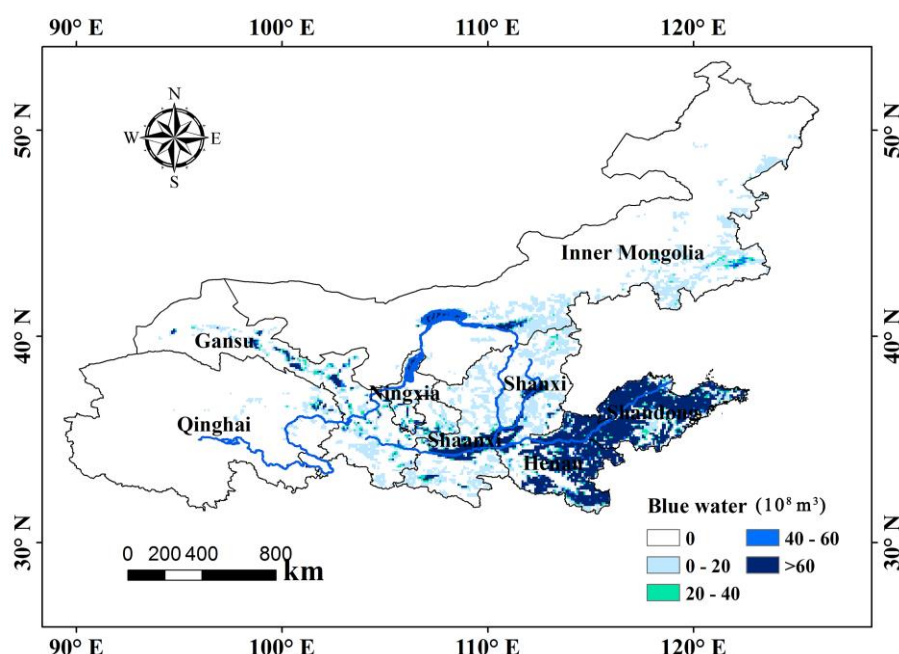 90° E 100° E 110° E 120° E
50° N 50° N
N
W E
S
Inner Mongolia
40° N 40° N
Gansu
Ningxia Shanxi
Shandong
Qinghai
Shaanxi
Henan
Blue water (10⁸ m³)
0 40 - 60
0 - 20 >60
20 - 40
30° N 30° N
0 200 400 800
km
90° E 100° E 110° E 120° E